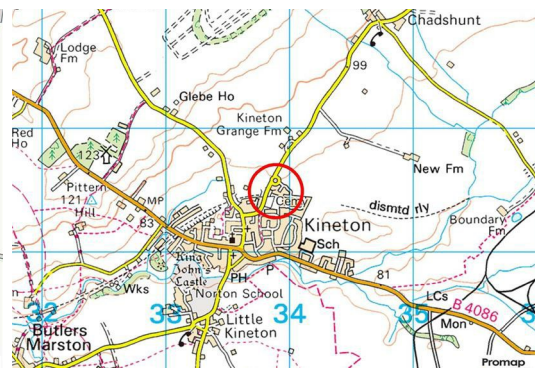 Chadshunt
Lodge
Fm
99
Glebe Ho
Kineton
Grange Fm
Red
Ho
123
New Fm
Pittern
121
Hill
MP
83
Cemy
dismtd rly
Boundary
Fm
Kineton
Sch
King
John's
Castle
P
PH
81
Wks
Norton School
LCs
B 4086
32
33
34
35
3
Butlers
Marston
Little
Kineton
Mon
Promap